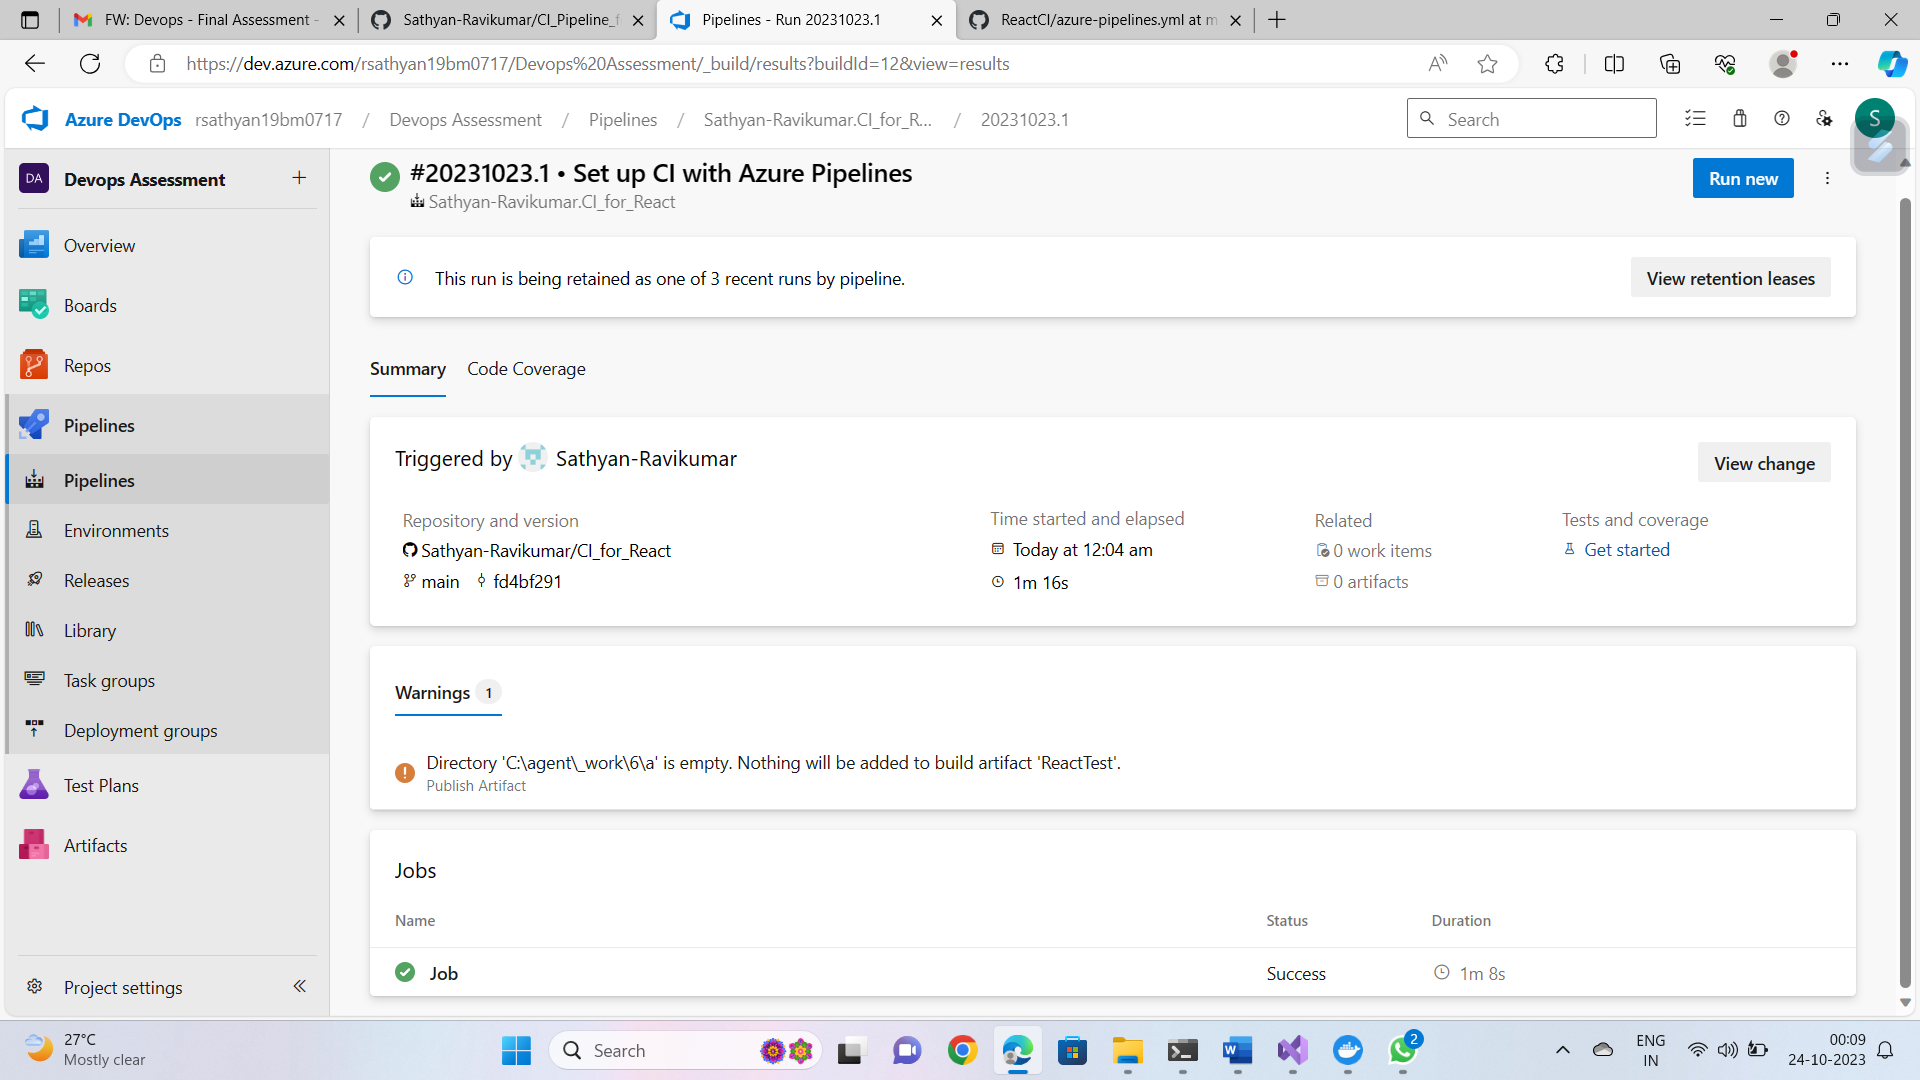 FW: Devops - Final Assessment -
Sathyan-Ravikumar/CI_Pipeline_f
Pipelines - Run 20231023.1
ReactCI/azure-pipelines.yml at m
https://dev.azure.com/rsathyan19bm0717/Devops%20Assessment/_build/results?buildId=12&view=results
Azure DevOps rsathyan19bm0717 / Devops Assessment / Pipelines / Sathyan-Ravikumar.CI_for_R... / 20231023.1
Search
S
DA Devops Assessment
Overview
Boards
Repos
Pipelines
Pipelines
Environments
Releases
Library
Task groups
Deployment groups
Test Plans
Artifacts
Project settings
#20231023.1 • Set up CI with Azure Pipelines
Sathyan-Ravikumar.CI_for_React
Run new
This run is being retained as one of 3 recent runs by pipeline.
View retention leases
Summary Code Coverage
Triggered by Sathyan-Ravikumar
View change
Repository and version
Sathyan-Ravikumar/CI_for_React
main fd4bf291
Time started and elapsed
Today at 12:04 am
1m 16s
Related
0 work items
0 artifacts
Tests and coverage
Get started
Warnings 1
Directory 'C:\agent\_work\6\a' is empty. Nothing will be added to build artifact 'ReactTest'.
Publish Artifact
Jobs
Name Status Duration
Job Success 1m 8s
27°C
Mostly clear
Search
2
ENG
IN
00:09
24-10-2023